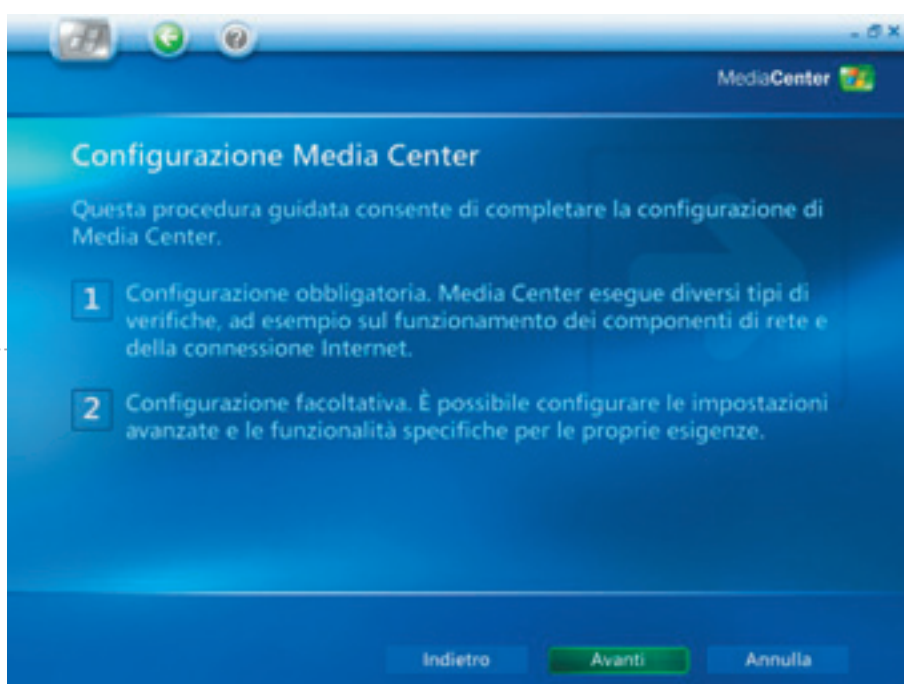 MediaCenter
Configurazione Media Center
Questa procedura guidata consente di completare la configurazione di
Media Center.
1 Configurazione obbligatoria. Media Center esegue diversi tipi di
verifiche, ad esempio sul funzionamento dei componenti di rete e
della connessione Internet.
2 Configurazione facoltativa. È possibile configurare le impostazioni
avanzate e le funzionalità specifiche per le proprie esigenze.
Indietro Avanti Annulla